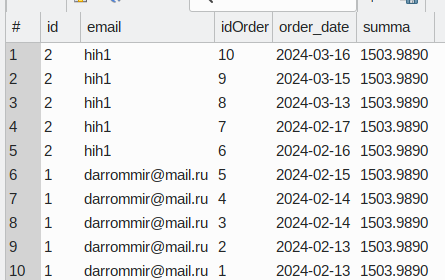 # id email idOrder order_date summa
1 2 hih1 10 2024-03-16 1503.9890
2 2 hih1 9 2024-03-15 1503.9890
3 2 hih1 8 2024-03-13 1503.9890
4 2 hih1 7 2024-02-17 1503.9890
5 2 hih1 6 2024-02-16 1503.9890
6 1 darrommir@mail.ru 5 2024-02-15 1503.9890
7 1 darrommir@mail.ru 4 2024-02-14 1503.9890
8 1 darrommir@mail.ru 3 2024-02-14 1503.9890
9 1 darrommir@mail.ru 2 2024-02-13 1503.9890
10 1 darrommir@mail.ru 1 2024-02-13 1503.9890